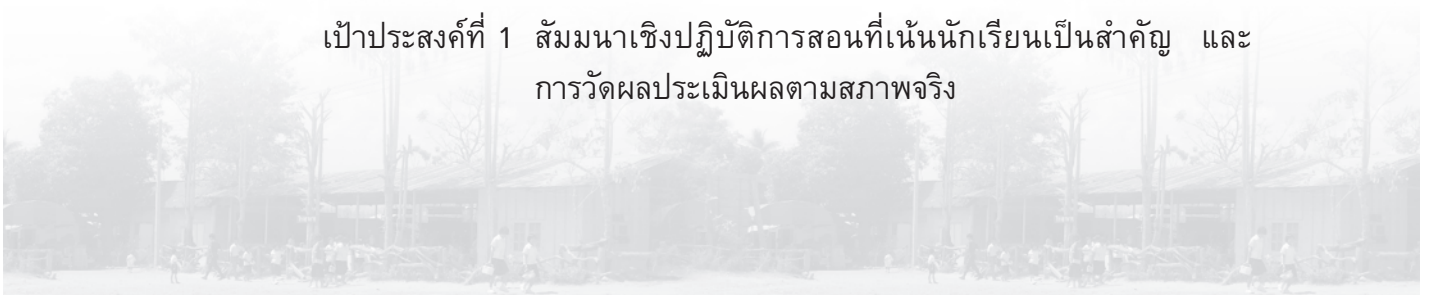 เป้าประสงค์ที่ 1 สัมมนาเชิงปฏิบัติการสอนที่เน้นนักเรียนเป็นสำคัญ และ
การวัดผลประเมินผลตามสภาพจริง